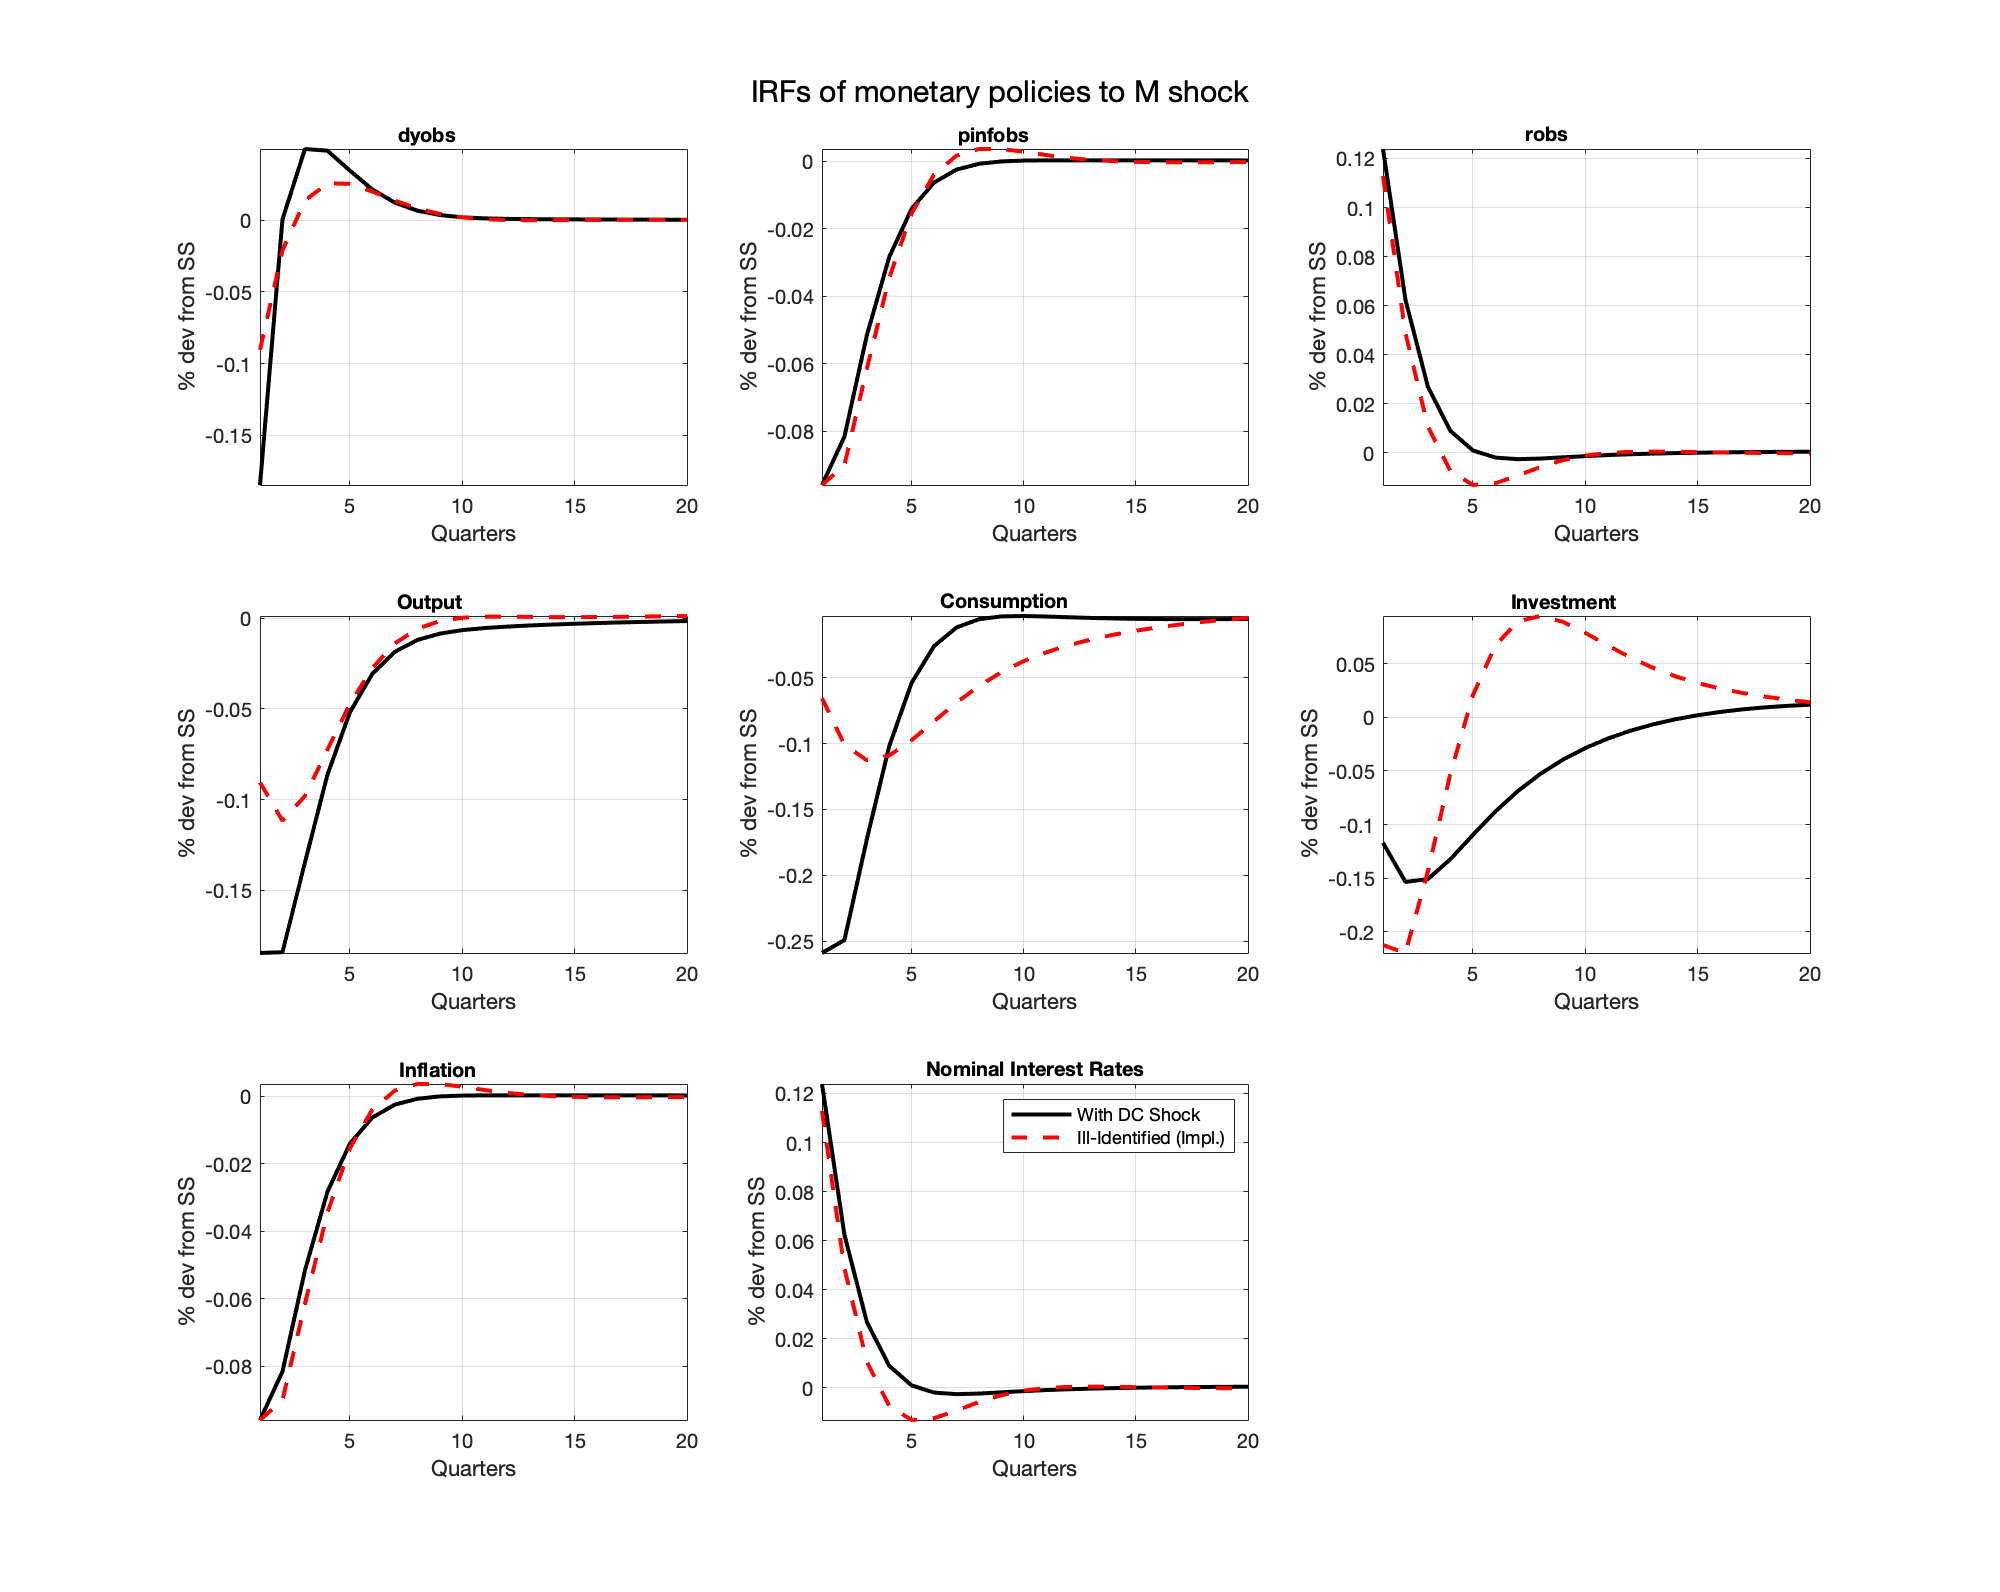 IRFs of monetary policies to M shock
dyobs
% dev from SS
0
-0.05
-0.1
-0.15
5 10 15 20
Quarters
pinfobs
% dev from SS
0
-0.02
-0.04
-0.06
-0.08
5 10 15 20
Quarters
robs
% dev from SS
0.12
0.1
0.08
0.06
0.04
0.02
0
5 10 15 20
Quarters
Output
% dev from SS
0
-0.05
-0.1
-0.15
5 10 15 20
Quarters
Consumption
% dev from SS
-0.05
-0.1
-0.15
-0.2
-0.25
5 10 15 20
Quarters
Investment
% dev from SS
0.05
0
-0.05
-0.1
-0.15
-0.2
5 10 15 20
Quarters
Inflation
% dev from SS
0
-0.02
-0.04
-0.06
-0.08
5 10 15 20
Quarters
Nominal Interest Rates
% dev from SS
0.12
0.1
0.08
0.06
0.04
0.02
0
With DC Shock
Ill-Identified (Impl.)
5 10 15 20
Quarters